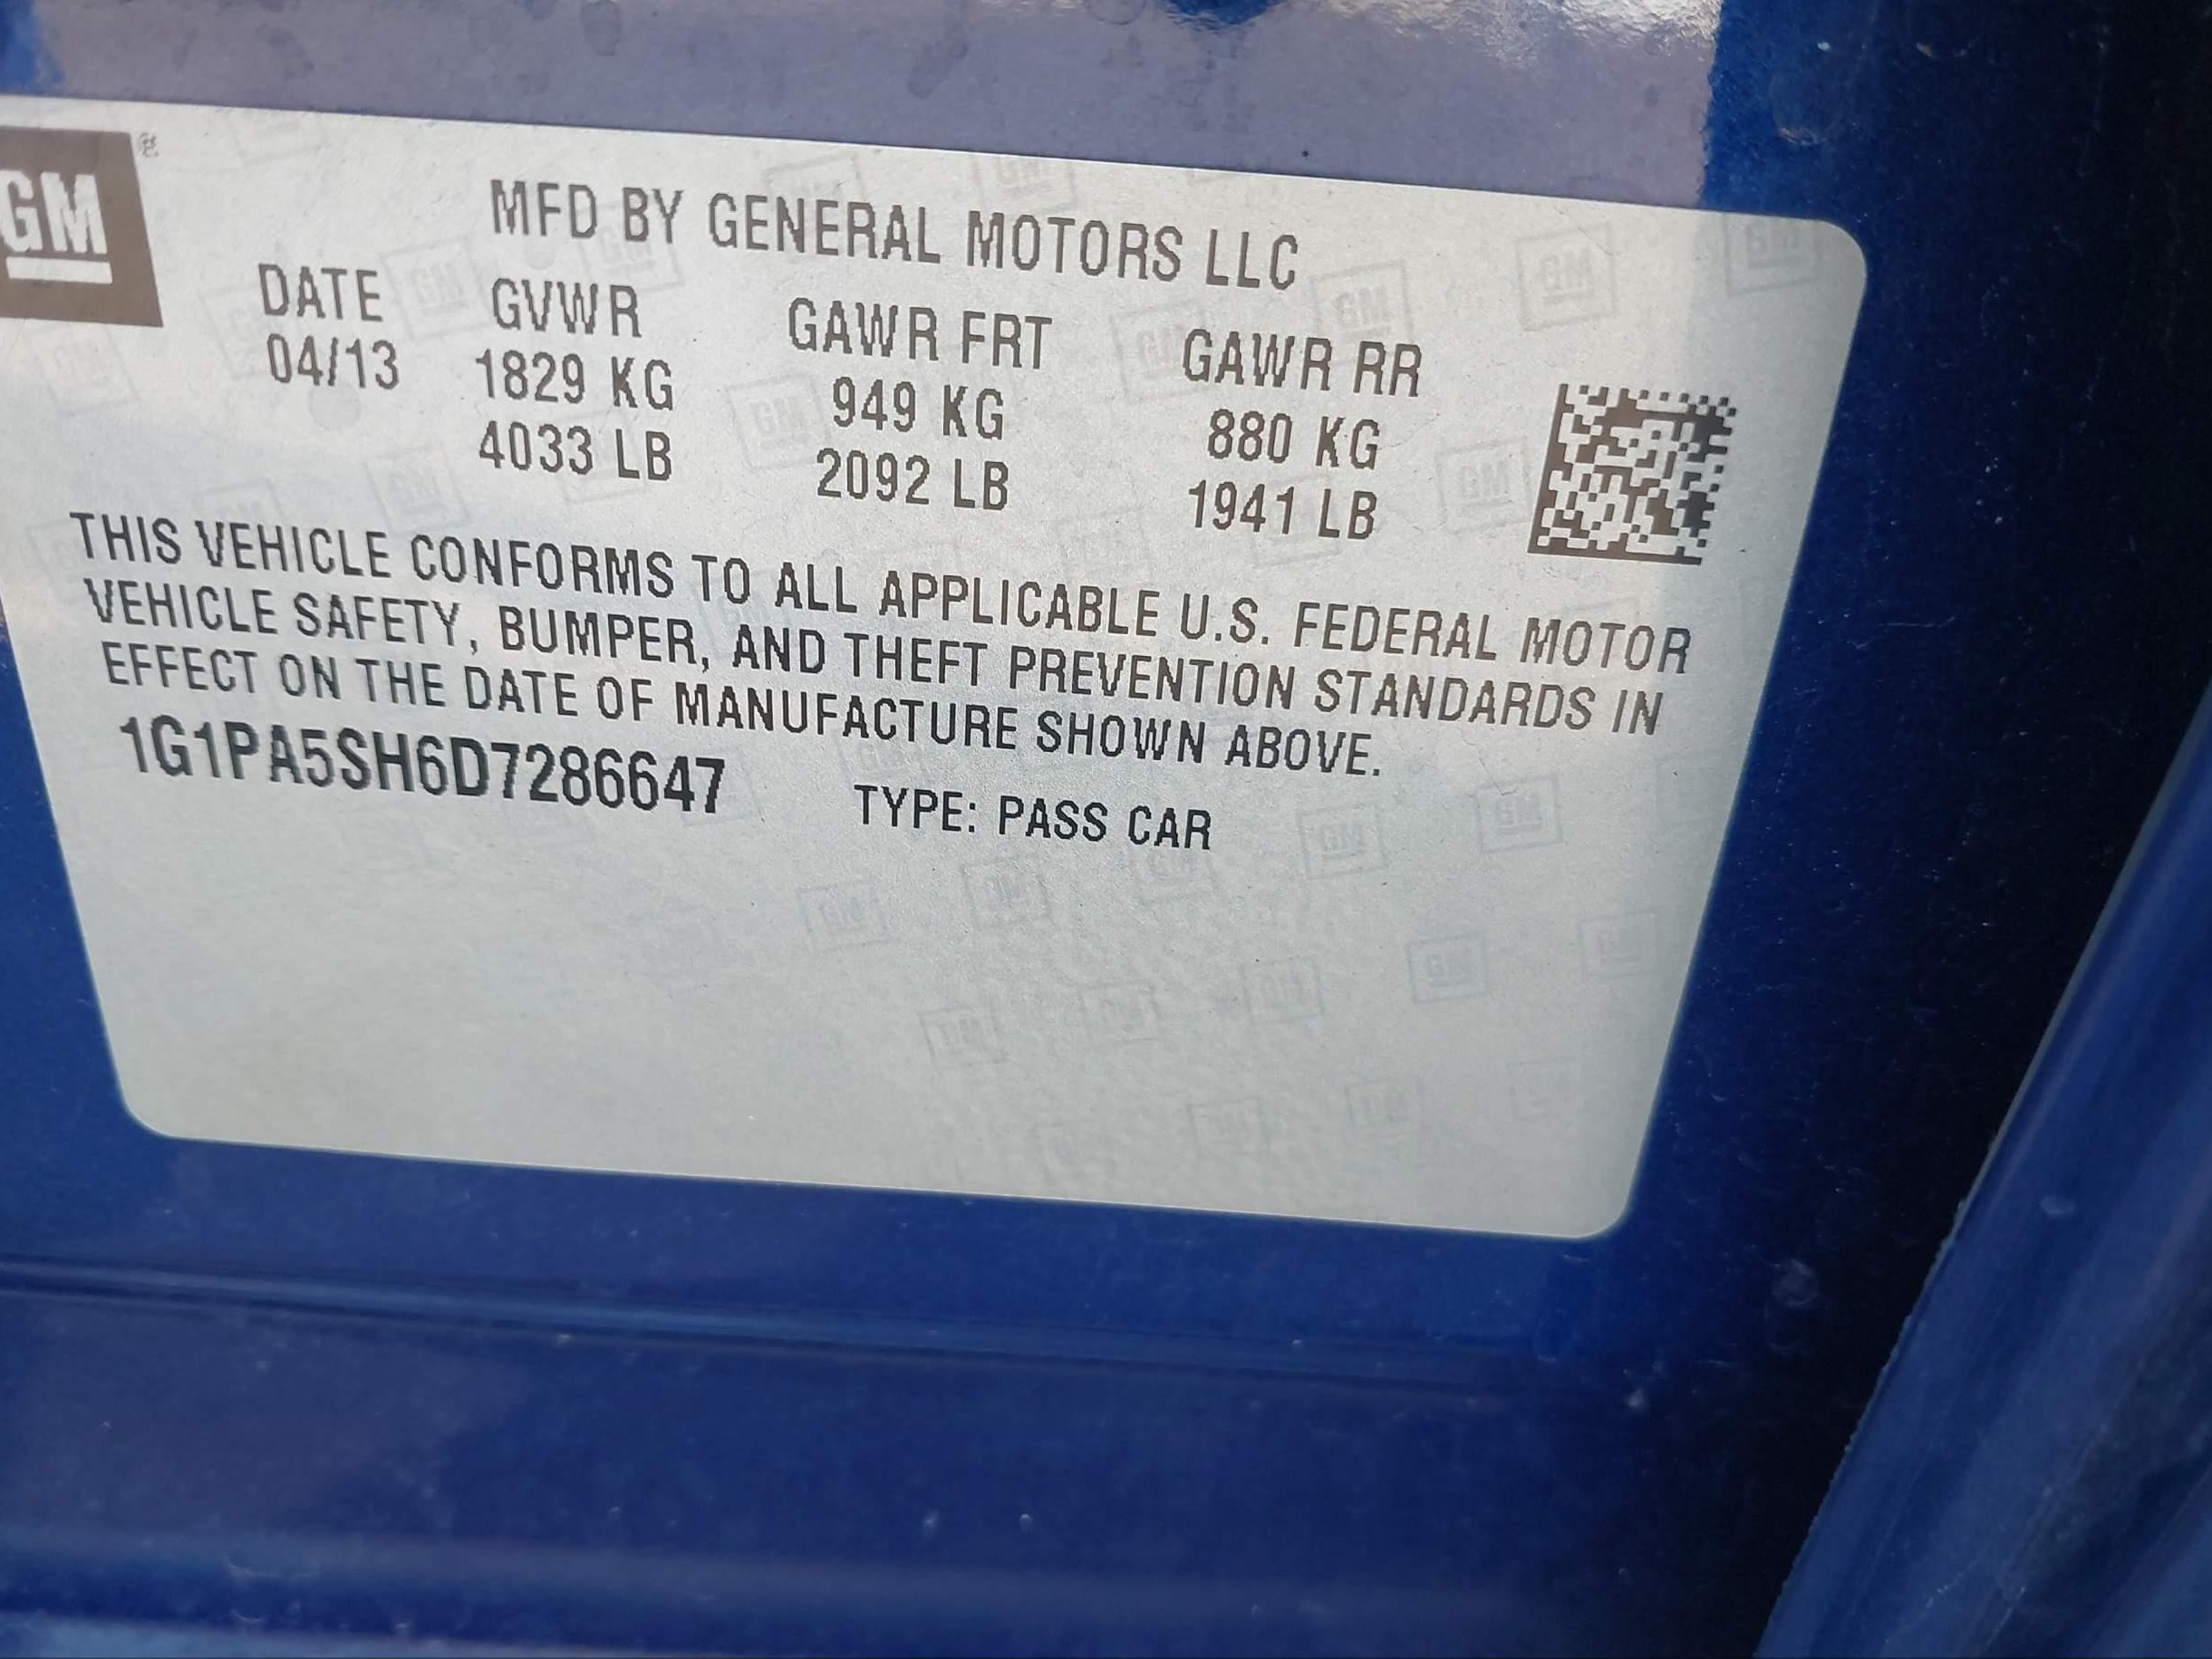 GM
MFD BY GENERAL MOTORS LLC
DATE GVWR GAWR FRT GAWR RR
04/13 1829 KG 949 KG 880 KG
4033 LB 2092 LB 1941 LB
THIS VEHICLE CONFORMS TO ALL APPLICABLE U.S. FEDERAL MOTOR
VEHICLE SAFETY, BUMPER, AND THEFT PREVENTION STANDARDS IN
EFFECT ON THE DATE OF MANUFACTURE SHOWN ABOVE.
1G1PA5SH6D7286647 TYPE: PASS CAR